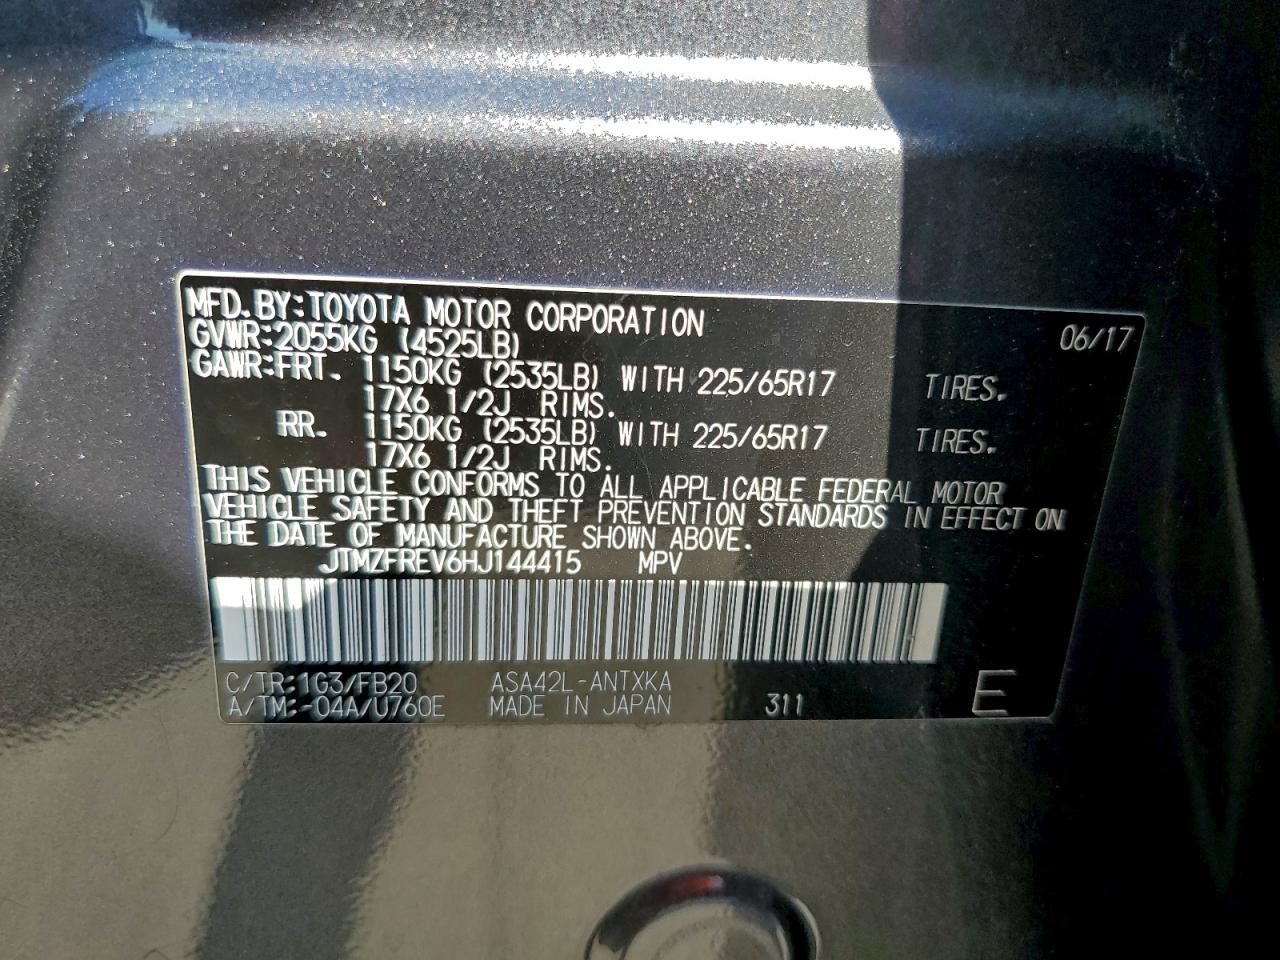 MFD.BY:TOYOTA MOTOR CORPORATION 06/17
GVWR:2055KG (4525LB)
GAWR:FRT. 1150KG (2535LB) WITH 225/65R17 TIRES.
17X6 1/2J RIMS.
RR. 1150KG (2535LB) WITH 225/65R17 TIRES.
17X6 1/2J RIMS.
THIS VEHICLE CONFORMS TO ALL APPLICABLE FEDERAL MOTOR
VEHICLE SAFETY AND THEFT PREVENTION STANDARDS IN EFFECT ON
THE DATE OF MANUFACTURE SHOWN ABOVE.
JTMZFREV6HJ144415 MPV
C/TR:1G3/FB20 ASA42L-ANTXKA
A/TM:-04A/U760E MADE IN JAPAN 311 E